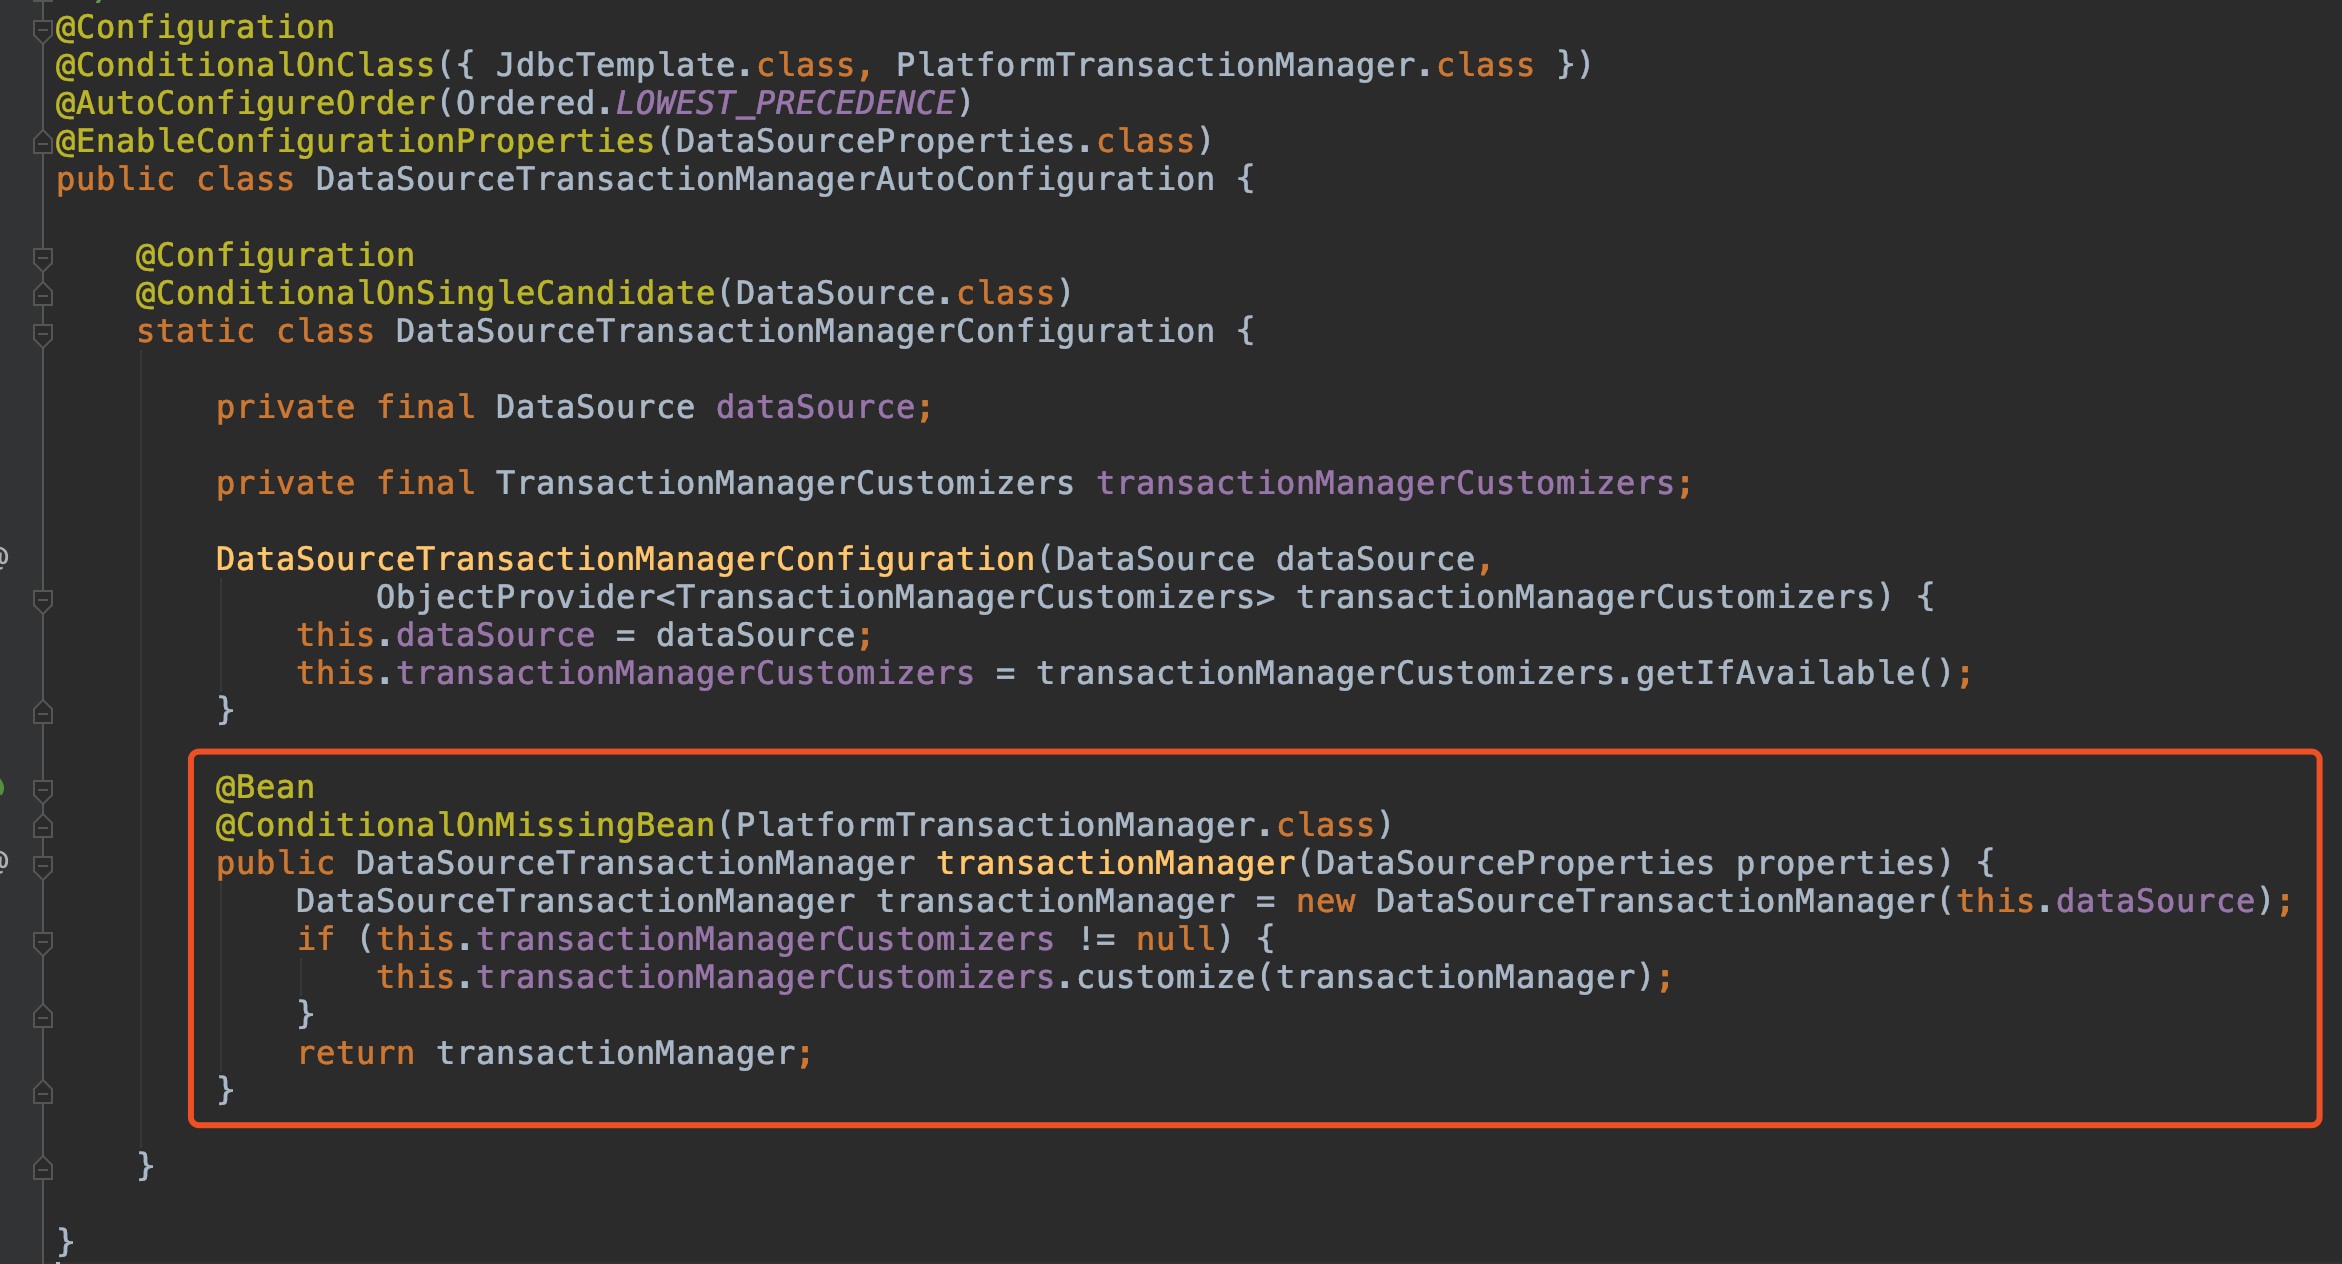 @Configuration
@ConditionalOnClass({ JdbcTemplate.class, PlatformTransactionManager.class })
@AutoConfigureOrder(Ordered.LOWEST_PRECEDENCE)
@EnableConfigurationProperties(DataSourceProperties.class)
public class DataSourceTransactionManagerAutoConfiguration {
@Configuration
@ConditionalOnSingleCandidate(DataSource.class)
static class DataSourceTransactionManagerConfiguration {
private final DataSource dataSource;
private final TransactionManagerCustomizers transactionManagerCustomizers;
DataSourceTransactionManagerConfiguration(DataSource dataSource,
ObjectProvider<TransactionManagerCustomizers> transactionManagerCustomizers) {
this.dataSource = dataSource;
this.transactionManagerCustomizers = transactionManagerCustomizers.getIfAvailable();
}
@Bean
@ConditionalOnMissingBean(PlatformTransactionManager.class)
public DataSourceTransactionManager transactionManager(DataSourceProperties properties) {
DataSourceTransactionManager transactionManager = new DataSourceTransactionManager(this.dataSource);
if (this.transactionManagerCustomizers != null) {
this.transactionManagerCustomizers.customize(transactionManager);
}
return transactionManager;
}
}
}